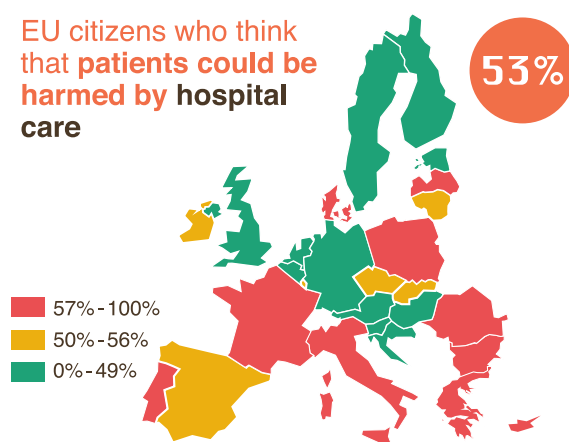 EU citizens who think
that patients could be
harmed by hospital
care
53%
57%-100%
50%-56%
0%-49%